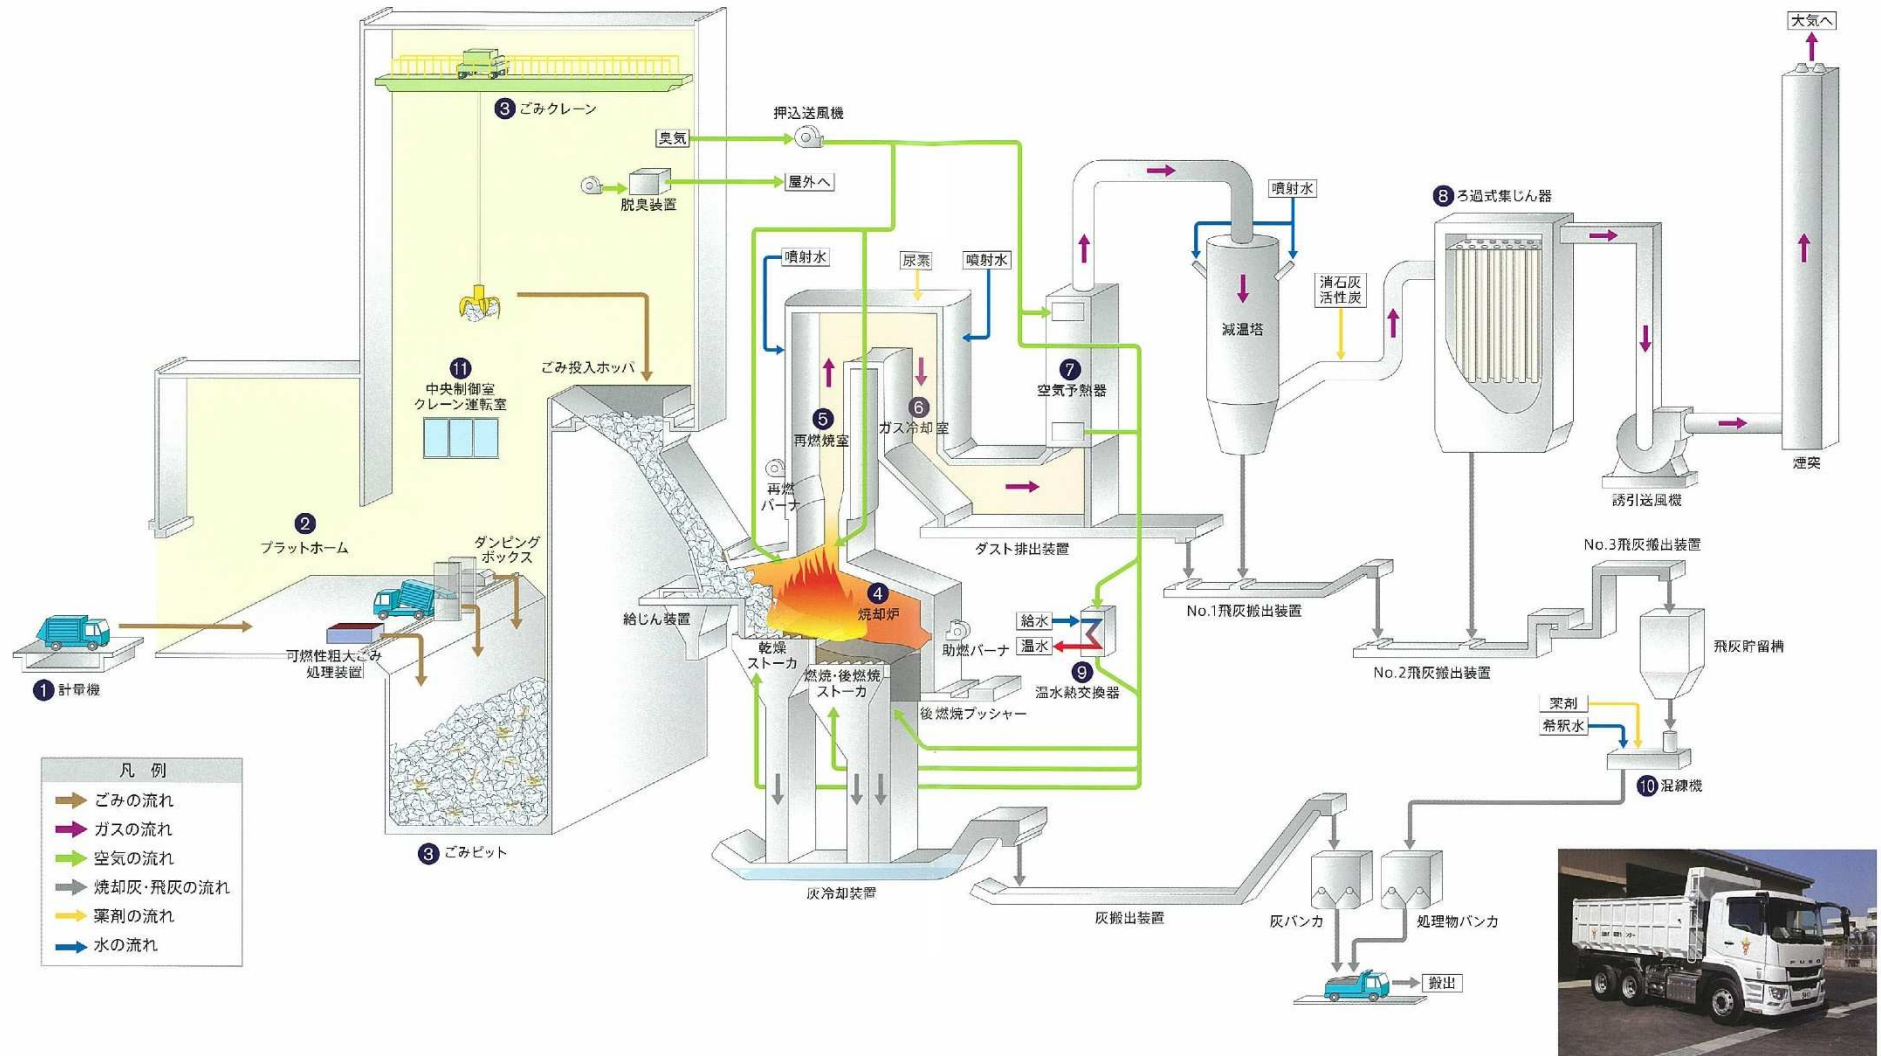 大気へ
③ ごみクレーン
押込送風機
臭気
屋外へ
脱臭装置
噴射水
⑧ ろ過式集じん器
噴射水
尿素
噴射水
消石灰
活性炭
減温塔
⑦
空気予熱器
ごみ投入ホッパ
⑪
中央制御室
クレーン運転室
⑤
再燃焼室
⑥
ガス冷却室
煙突
誘引送風機
再燃
バーナ
②
プラットホーム
ダンピング
ボックス
ダスト排出装置
No.3飛灰搬出装置
④
焼却炉
給じん装置
No.1飛灰搬出装置
給水
温水
助燃バーナ
乾燥
ストーカ
可燃性粗大ごみ
処理装置
飛灰貯留槽
No.2飛灰搬出装置
燃焼・後燃焼
ストーカ
⑨
温水熱交換器
① 計量機
後燃焼プッシャー
薬剤
希釈水
⑩ 混練機
凡 例
ごみの流れ
ガスの流れ
空気の流れ
焼却灰・飛灰の流れ
薬剤の流れ
水の流れ
③ ごみピット
灰冷却装置
灰搬出装置
灰バンカ
処理物バンカ
搬出
FUSO